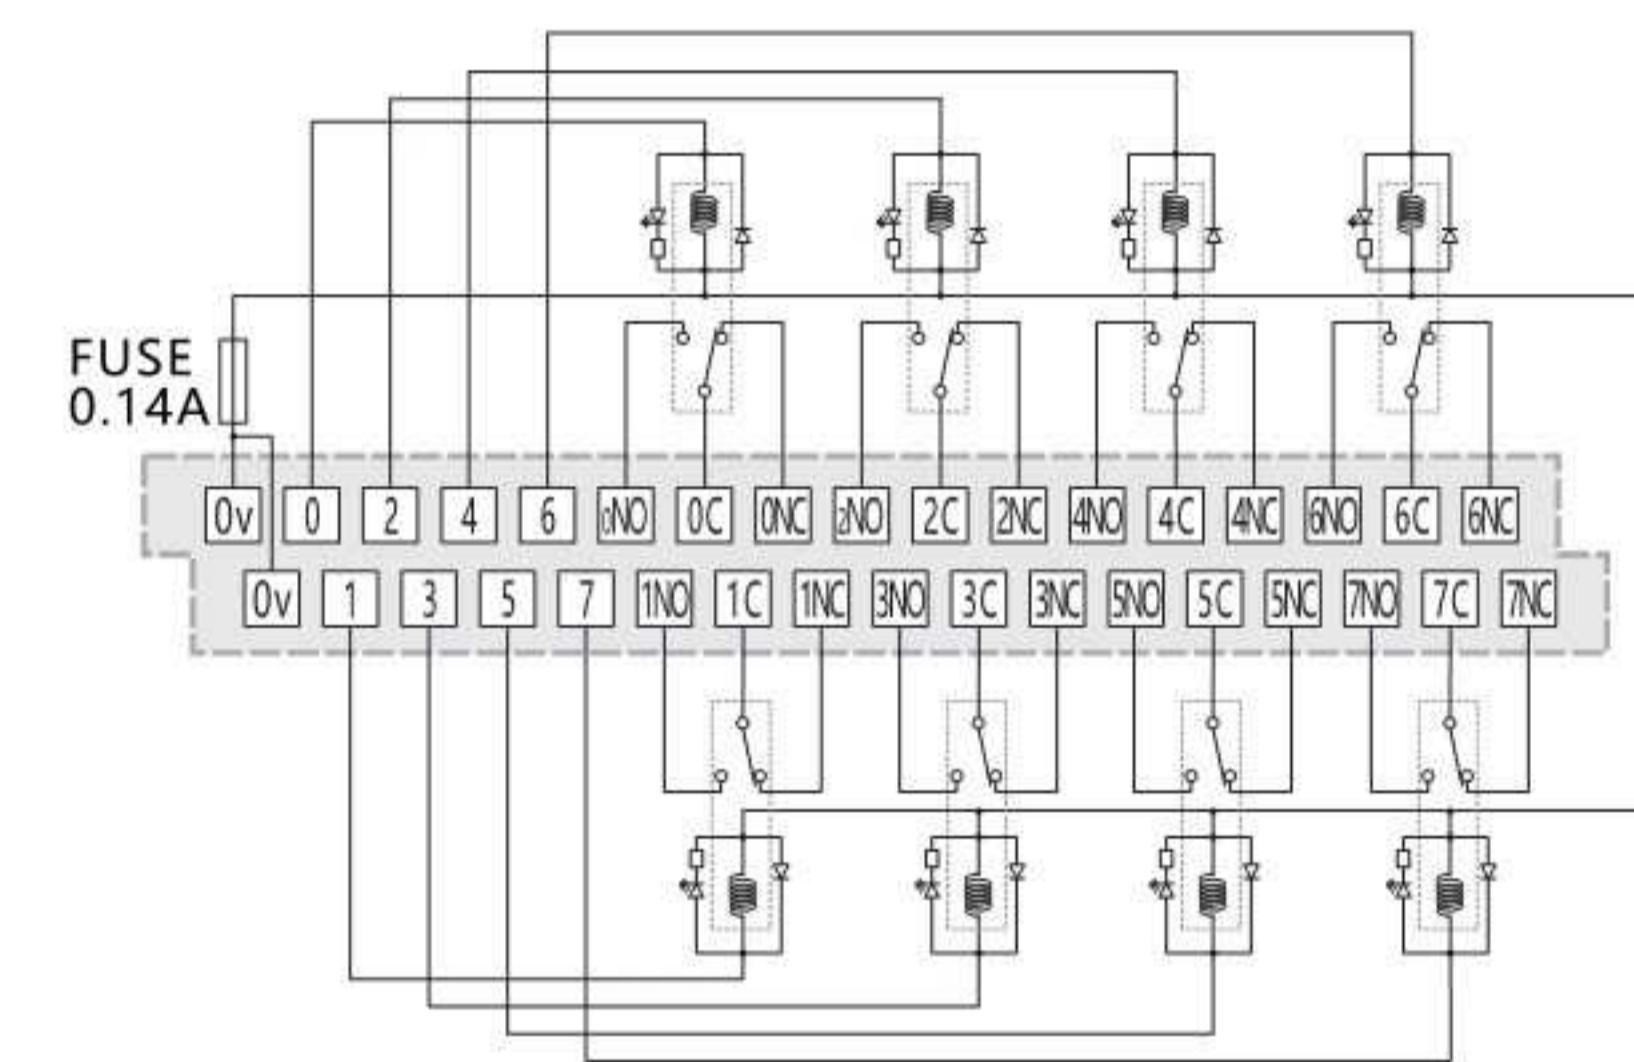 FUSE
0.14A
0v 0 2 4 6 0NO 0C 0NC 2NO 2C 2NC 4NO 4C 4NC 6NO 6C 6NC
0v 1 3 5 7 1NO 1C 1NC 3NO 3C 3NC 5NO 5C 5NC 7NO 7C 7NC